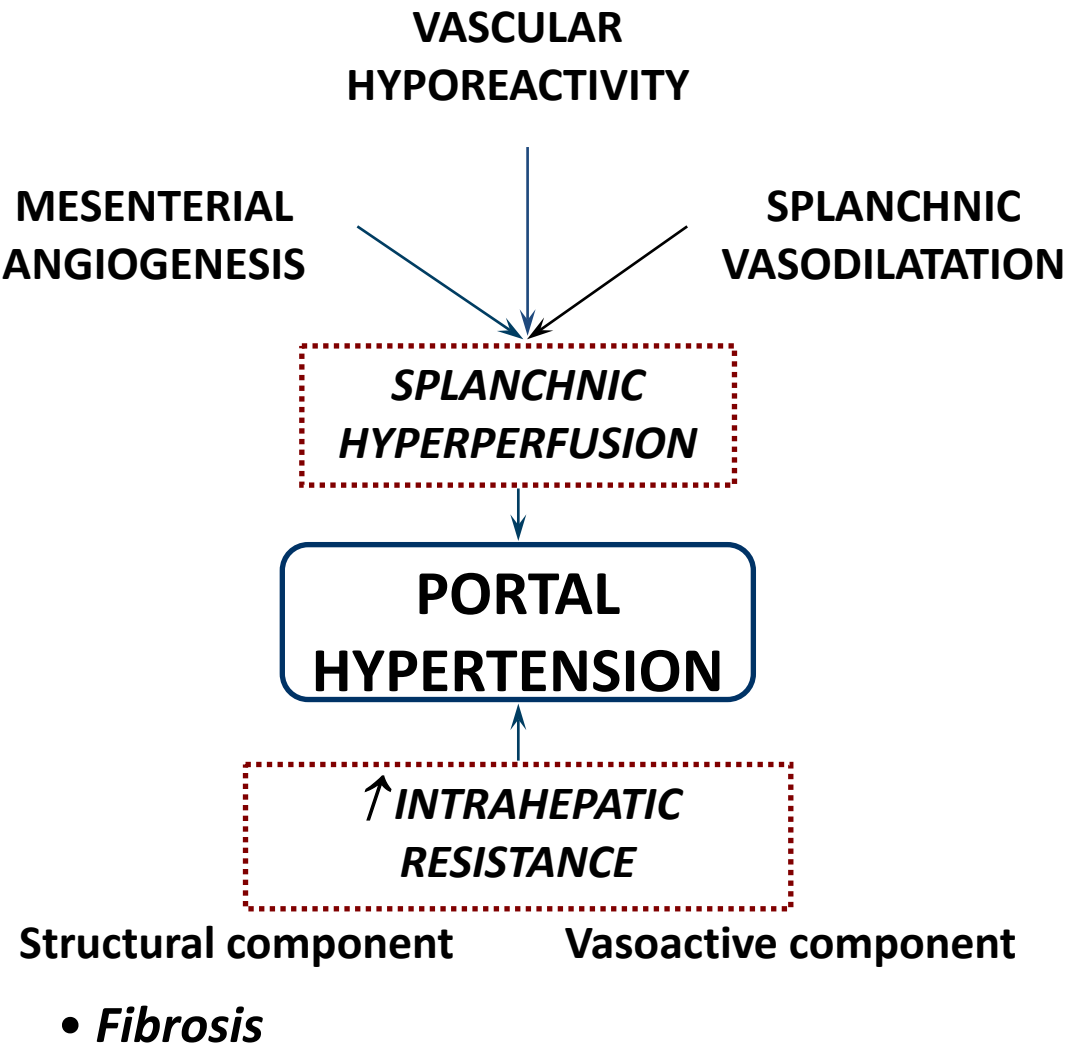 VASCULAR
HYPOREACTIVITY
MESENTERIAL
ANGIOGENESIS
SPLANCHNIC
VASODILATATION
SPLANCHNIC
HYPERPERFUSION
PORTAL
HYPERTENSION
↑ INTRAHEPATIC
RESISTANCE
Structural component
Vasoactive component
• Fibrosis